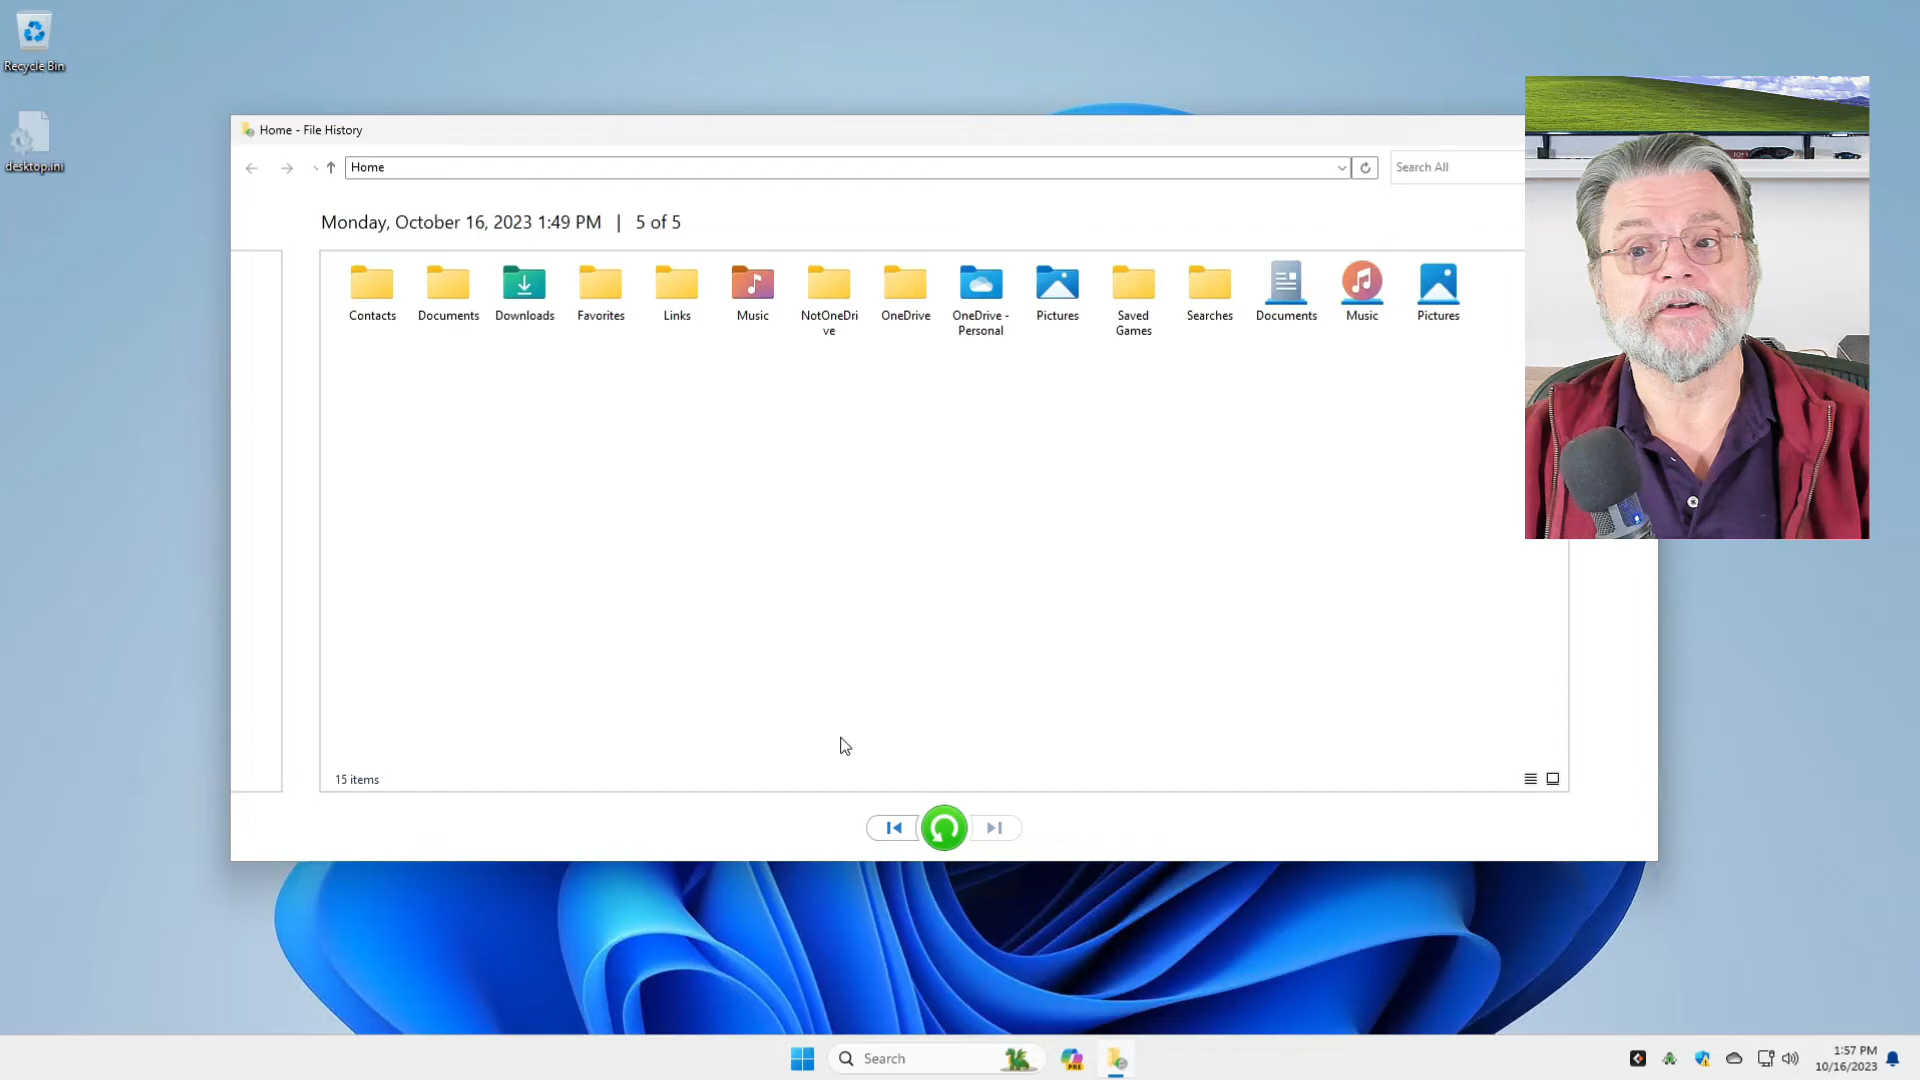 Recycle Bin
desktop.ini
Home - File History
Home
Search All
Monday, October 16, 2023 1:49 PM | 5 of 5
Contacts
Documents
Downloads
Favorites
Links
Music
NotOneDri
ve
OneDrive
OneDrive -
Personal
Pictures
Saved
Games
Searches
Documents
Music
Pictures
15 items
Search
PRE
1:57 PM
10/16/2023